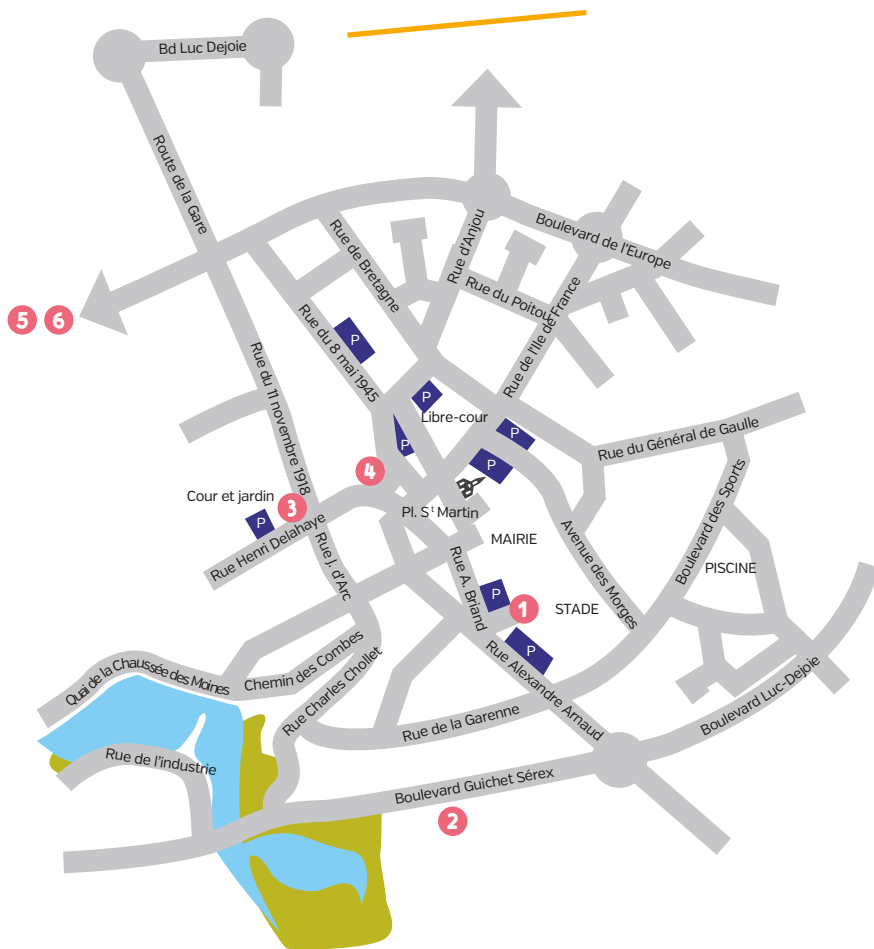 Bd Luc Dejoie
Route de la Gare
Rue d'Anjou
Boulevard de l'Europe
Rue de Bretagne
Rue du Poitou
Rue de l'Ile de France
5
6
Rue du 8 mai 1945
P
Rue du 11 novembre 1918
P
Libre-cour
P
P
P
Rue du Général de Gaulle
4
Cour et jardin
3
P
Pl. St Martin
Rue Henri Delahaye
Rue J. d'Arc
MAIRIE
Avenue des Morges
Boulevard des Sports
PISCINE
Rue A. Briand
P
1
STADE
P
Rue Alexandre Arnaud
Quai de la Chaussée des Moines
Chemin des Combes
Rue Charles Chollet
Rue de la Garenne
Boulevard Luc-Dejoie
Rue de l'industrie
Boulevard Guichet Sérex
2